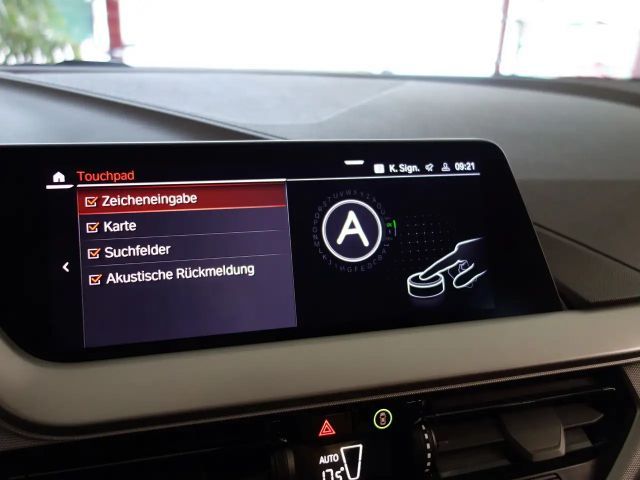 Touchpad
K. Sign. 09:21
Zeicheneingabe
Karte
Suchfelder
Akustische Rückmeldung
A
AUTO